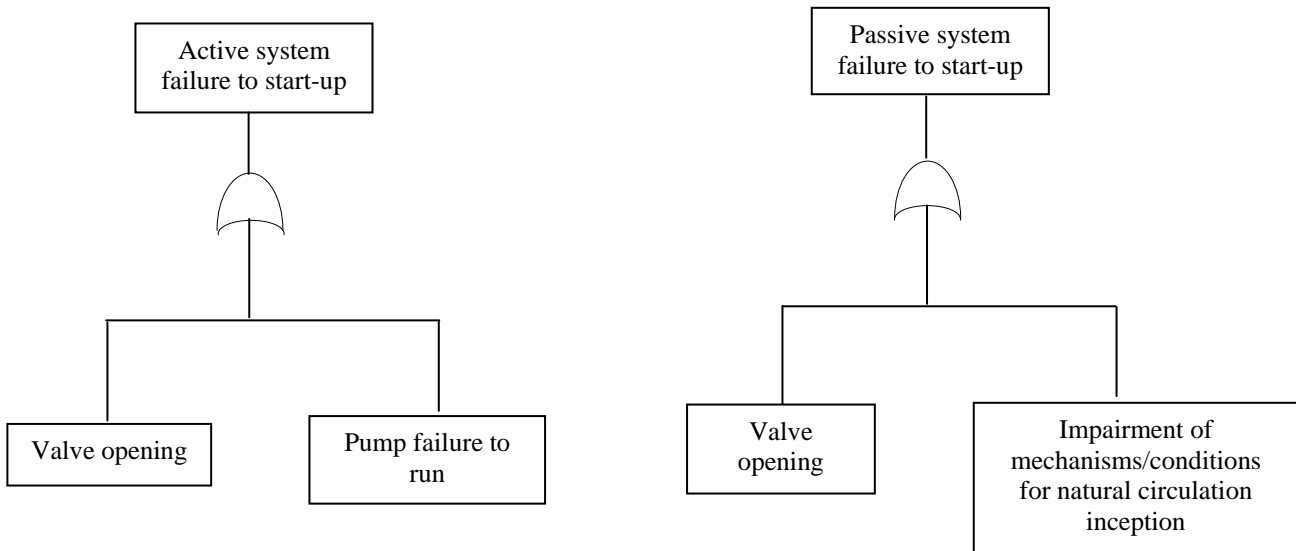 Active system
failure to start-up
Passive system
failure to start-up
Valve opening
Pump failure to
run
Valve
opening
Impairment of
mechanisms/conditions
for natural circulation
inception